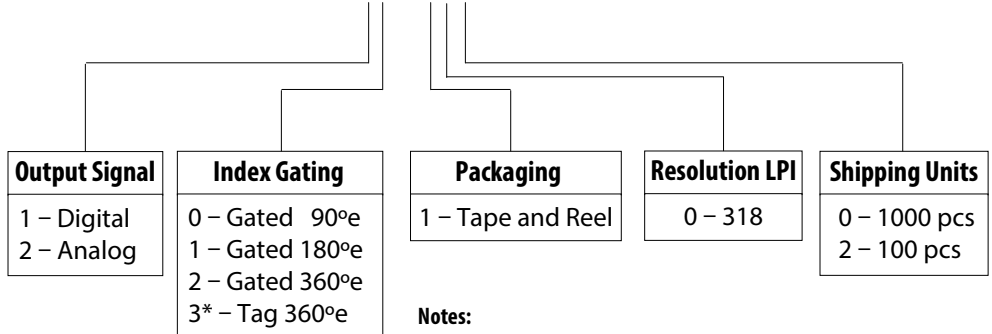 Output Signal
1 – Digital
2 – Analog
Index Gating
0 – Gated 90ºe
1 – Gated 180ºe
2 – Gated 360ºe
3* – Tag 360ºe
Packaging
1 – Tape and Reel
Resolution LPI
0 – 318
Shipping Units
0 – 1000 pcs
2 – 100 pcs
Notes: